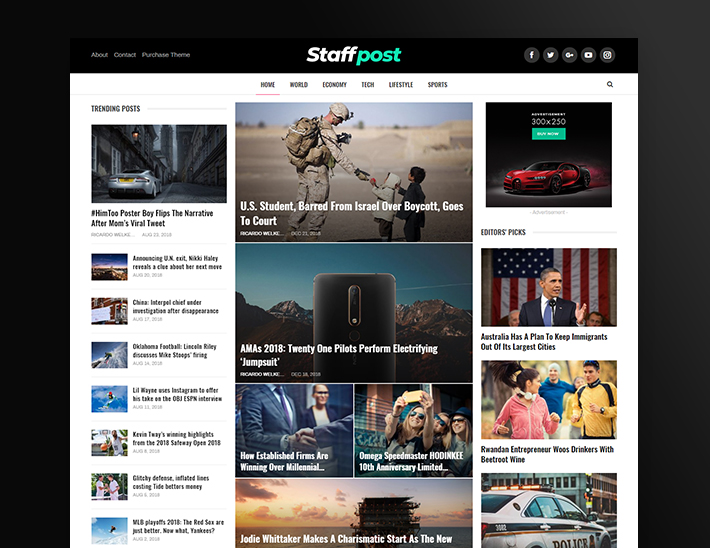 About Contact Purchase Theme
Staffpost
HOME WORLD ECONOMY TECH LIFESTYLE SPORTS
TRENDING POSTS
#HimToo Poster Boy Flips The Narrative
After Mom's Viral Tweet
RICARDO WELKE... AUG 23, 2018
Announcing U.N. exit, Nikki Haley
reveals a clue about her next move
AUG 20, 2018
China: Interpol chief under
investigation after disappearance
AUG 17, 2018
Oklahoma Football: Lincoln Riley
discusses Mike Stoops' firing
AUG 14, 2018
Lil Wayne uses Instagram to offer
his take on the OBJ ESPN interview
AUG 11, 2018
Kevin Tway's winning highlights
from the 2018 Safeway Open 2018
AUG 8, 2018
Glitchy defense, inflated lines
costing Tide bettors money
AUG 5, 2018
MLB playoffs 2018: The Red Sox are
just better. Now what, Yankees?
AUG 2, 2018
U.S. Student, Barred From Israel Over Boycott, Goes
To Court
RICARDO WELKE... DEC 21, 2018
AMAs 2018: Twenty One Pilots Perform Electrifying
'Jumpsuit'
RICARDO WELKE... DEC 18, 2018
How Established Firms Are
Winning Over Millennial...
Omega Speedmaster HODINKEE
10th Anniversary Limited...
Jodie Whittaker Makes A Charismatic Start As The New
ADVERTISEMENT
300x250
BUY NOW
- Advertisement -
EDITORS' PICKS
Australia Has A Plan To Keep Immigrants
Out Of Its Largest Cities
Rwandan Entrepreneur Woos Drinkers With
Beetroot Wine
3002
POLICE